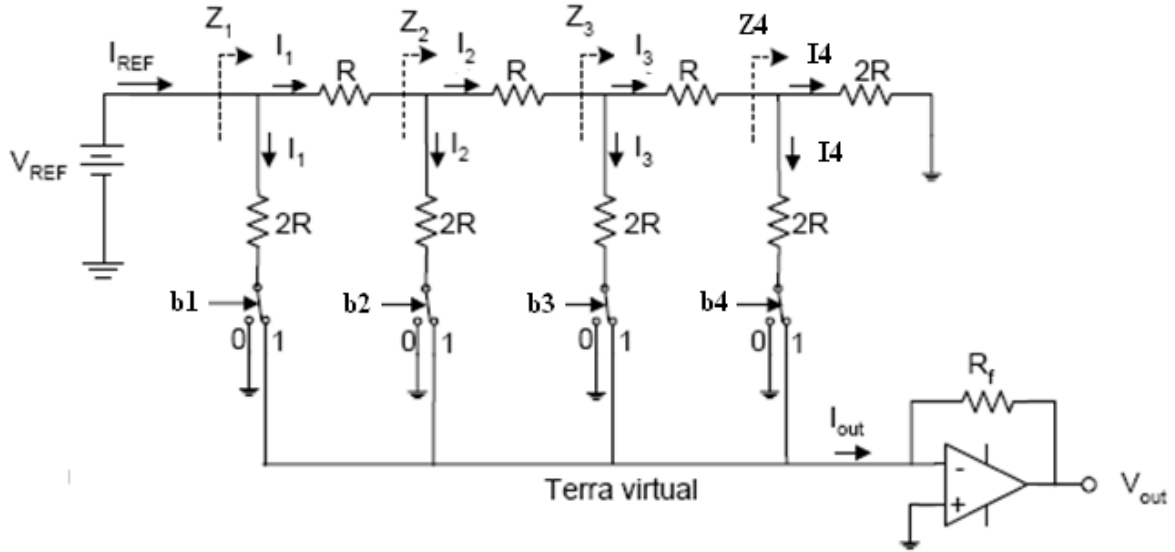 Z1 Z2 Z3 Z4
IREF I1 I2 I3 I4
R R R 2R
VREF
I1 I2 I3 I4
2R 2R 2R 2R
b1 b2 b3 b4
0 1 0 1 0 1 0 1
Rf
Iout
-
+
Terra virtual
Vout